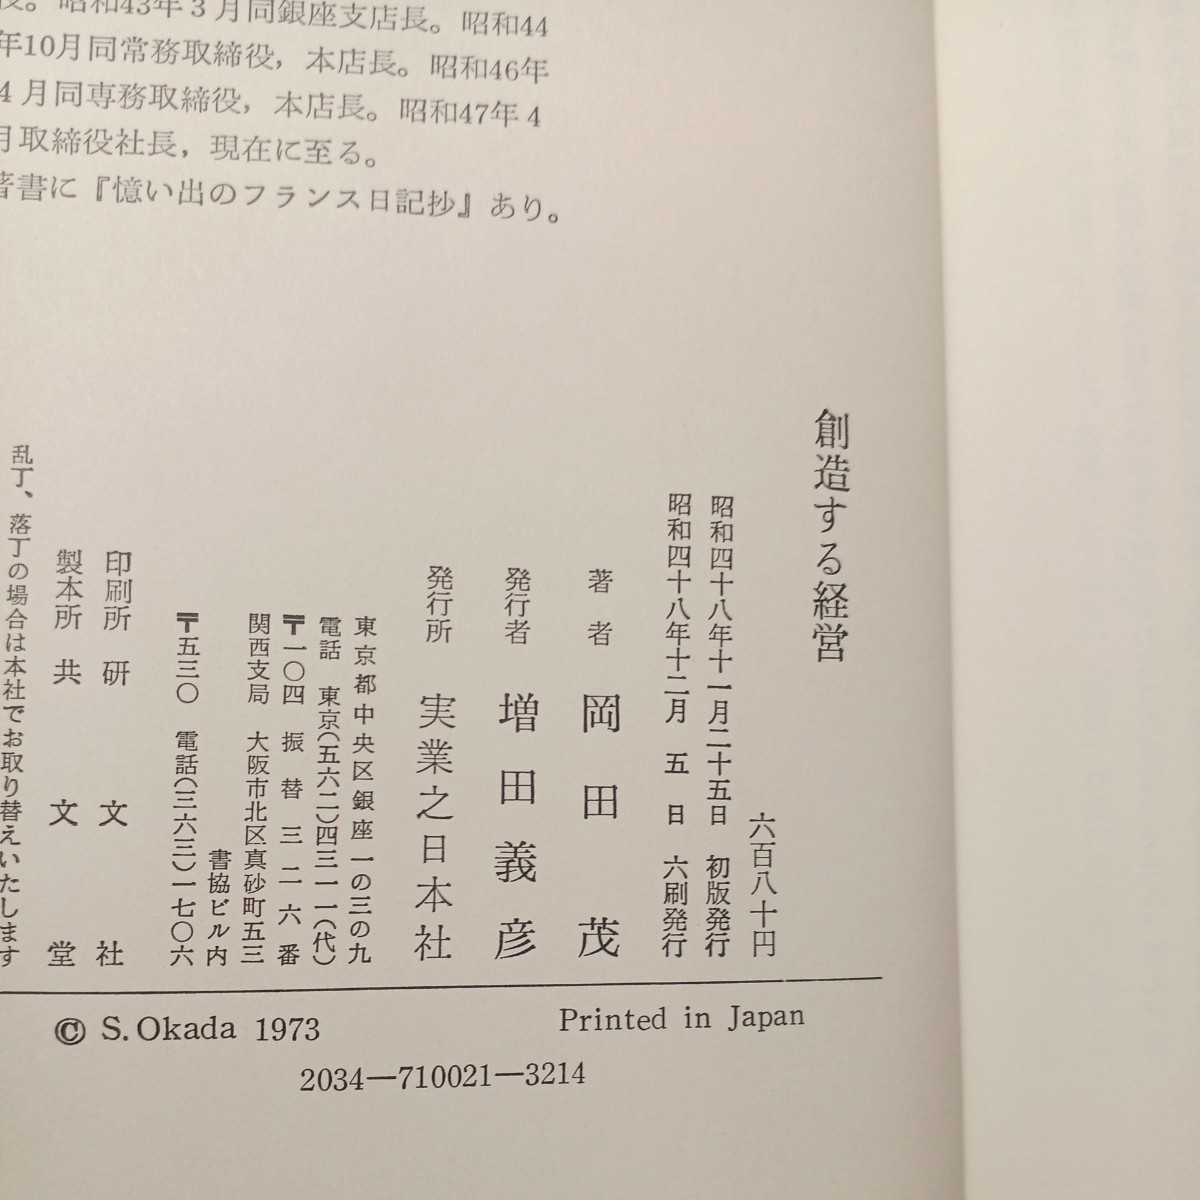 役。昭和43年3月同銀座支店長。昭和44
年10月同常務取締役，本店長。昭和46年
4月同専務取締役，本店長。昭和47年4
月取締役社長，現在に至る。
著書に『憶い出のフランス日記抄』あり。
創造する経営
六百八十円
昭和四十八年十一月二十五日 初版発行
昭和四十八年十二月 五 日 六刷発行
著者 岡田 茂
発行者 増田義彦
発行所 実業之日本社
東京都中央区銀座一の三の九
電話 東京(五六二)四三一一(代)
〒一〇四 振替 三二六番
関西支局 大阪市北区真砂町五三
書協ビル内
〒五三〇 電話(三六三)一七〇六
印刷所 研文社
製本所 共文堂
乱丁、落丁の場合は本社でお取り替えいたします
© S. Okada 1973 Printed in Japan
2034—710021—3214